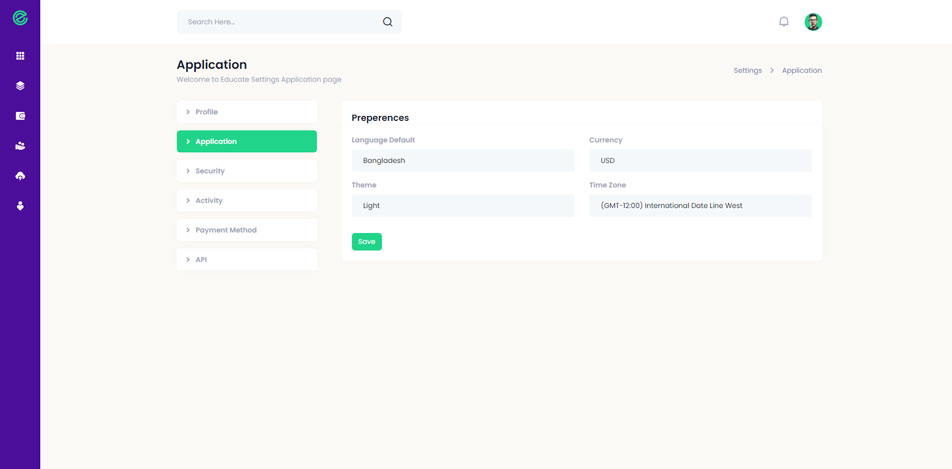 Search Here...
Application
Welcome to Educate Settings Application page
Settings > Application
Profile
Application
Security
Activity
Payment Method
API
Preperences
Language Default
Currency
Bangladesh
USD
Theme
Time Zone
Light
(GMT-12:00) International Date Line West
Save